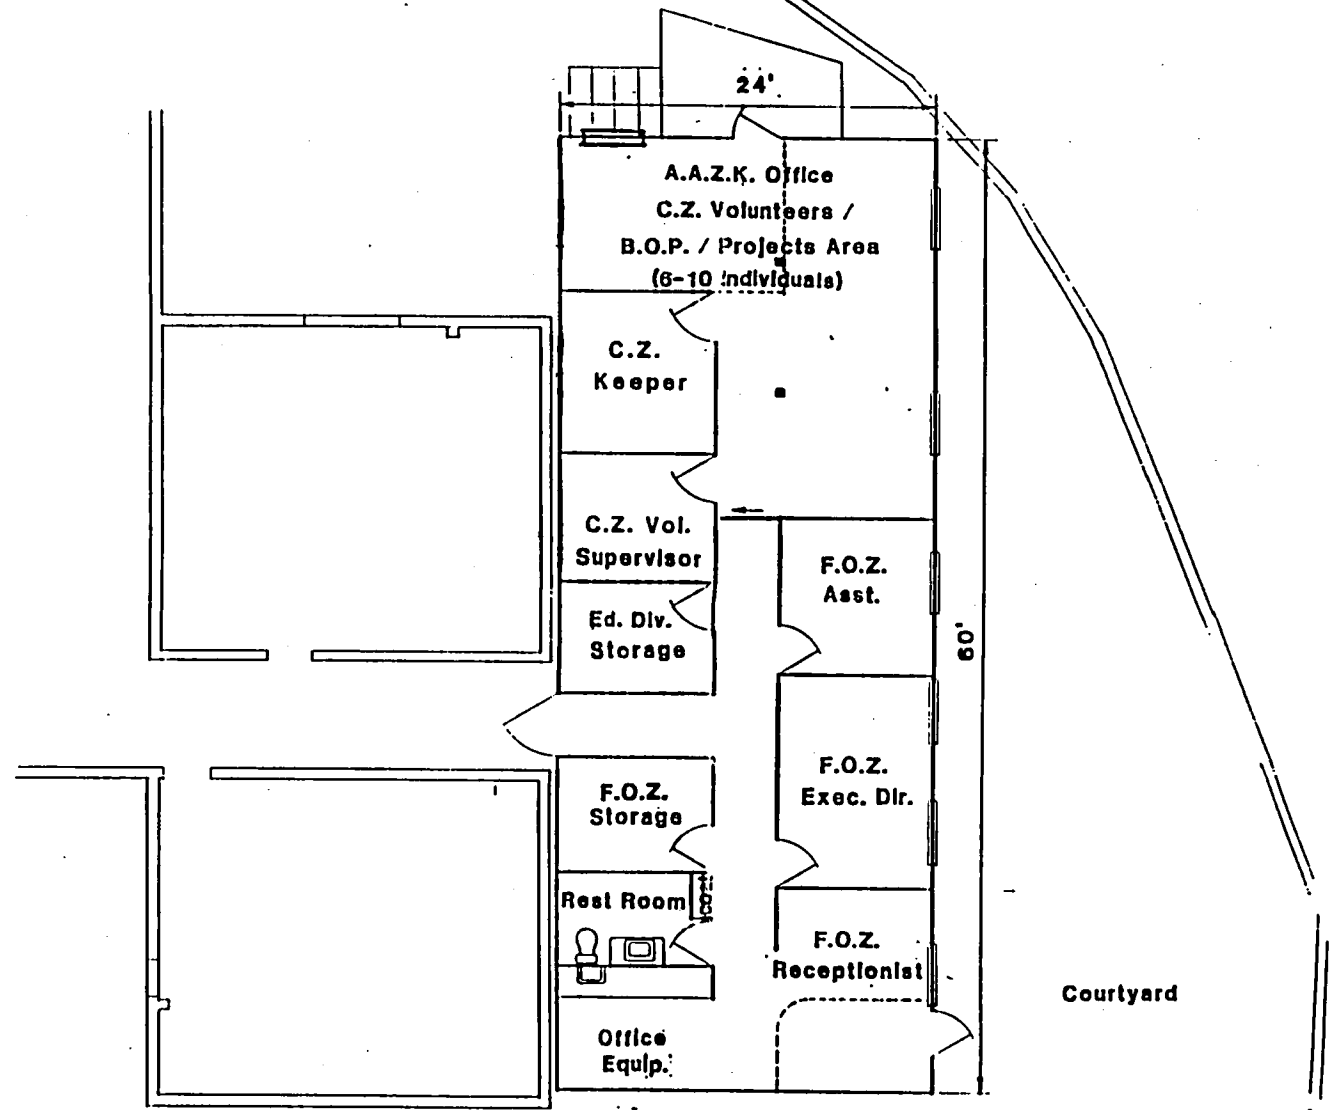 24'
A.A.Z.K. Office
C.Z. Volunteers /
B.O.P. / Projects Area
(6-10 individuals)
C.Z.
Keeper
C.Z. Vol.
Supervisor
F.O.Z.
Asst.
Ed. Div.
Storage
60'
F.O.Z.
Exec. Dir.
F.O.Z.
Storage
Rest Room
F.O.Z.
Receptionist
Courtyard
Office
Equip.